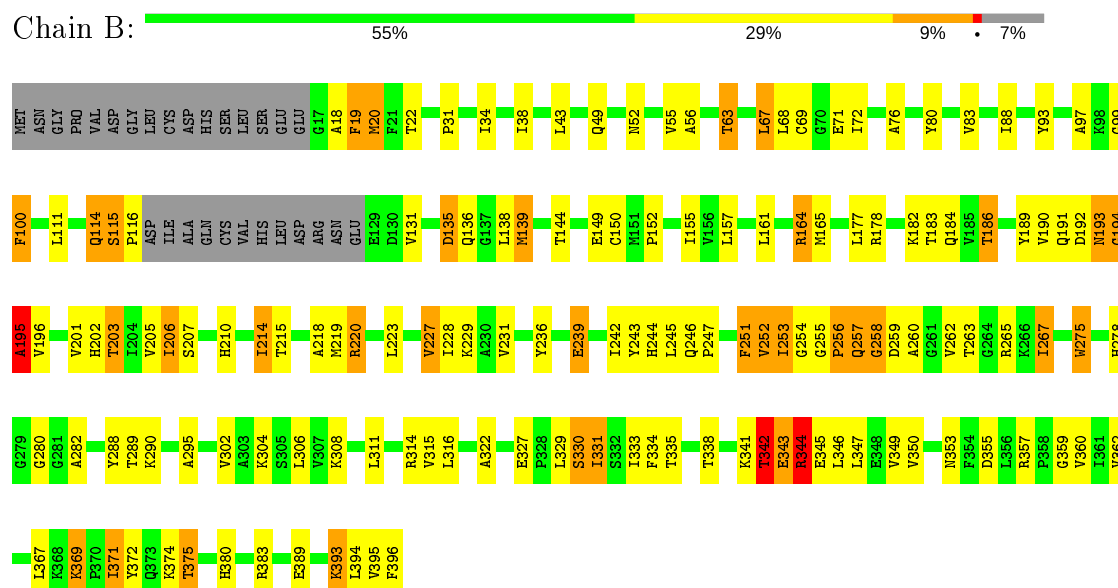 Chain B:
55% 29% 9% • 7%
MET ASN GLY PRO VAL ASP GLY LEU CYS ASP HIS SER LEU SER GLU GLU G17 A18 F19 M20 F21 T22 P31 I34 I38 L43 Q49 N52 V55 A56 T63 L67 L68 C69 G70 E71 I72 A76 Y80 V83 I88 Y93 A97 K98
F100 L111 Q114 S115 P116 ASP ILE ALA GLN CYS VAL HIS LEU ASP ARG ASN GLU E129 D130 V131 D135 Q136 G137 L138 M139 T144 E149 C150 M151 P152 I155 V156 L157 L161 R164 M165 L177 R178 K182 T183 Q184 V185 T186 Y189 V190 Q191 D192 N193
A195 V196 V201 H202 T203 I204 V205 I206 S207 H210 I214 T215 A218 M219 R220 L223 V227 I228 K229 A230 V231 Y236 E239 I242 Y243 H244 L245 Q246 P247 F251 V252 I253 G254 G255 P256 Q257 G258 D259 A260 G261 V262 T263 G264 R265 K266 I267 W275 H278
G279 G280 G281 A282 Y288 T289 K290 A295 V302 A303 K304 S305 L306 V307 K308 L311 R314 V315 L316 A322 E327 P328 L329 S330 I331 S332 I333 F334 T335 T338 K341 T342 E343 R344 E345 L346 L347 E348 V349 V350 N353 F354 D355 L356 R357 P358 G359 V360 I361
L367 K368 K369 P370 I371 Y372 Q373 K374 T375 H380 R383 E389 K393 L394 V395 F396